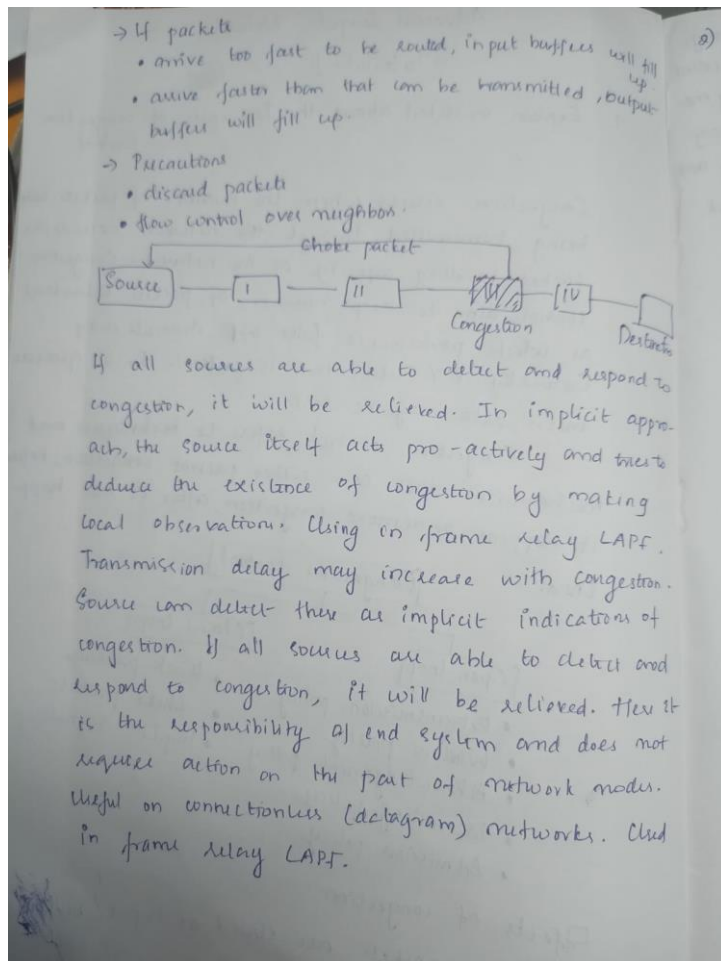 → If packets
• arrive too fast to be routed, input buffers will fill up.
• arrive faster than that can be transmitted, output
buffers will fill up.
→ Precautions
• discard packets
• flow control over neighbor.
Choke packet
Source I II III IV
Congestion Destinatn
If all sources are able to detect and respond to
congestion, it will be relieved. In implicit appro-
ach, the source itself acts pro-actively and tries to
deduce the existence of congestion by making
local observations. Using in frame relay LAPF.
Transmission delay may increase with congestion.
Source can detect these as implicit indications of
congestion. If all sources are able to detect and
respond to congestion, it will be relieved. Here it
is the responsibility of end system and does not
require action on the part of network nodes.
Useful on connectionless (datagram) networks. Used
in frame relay LAPF.